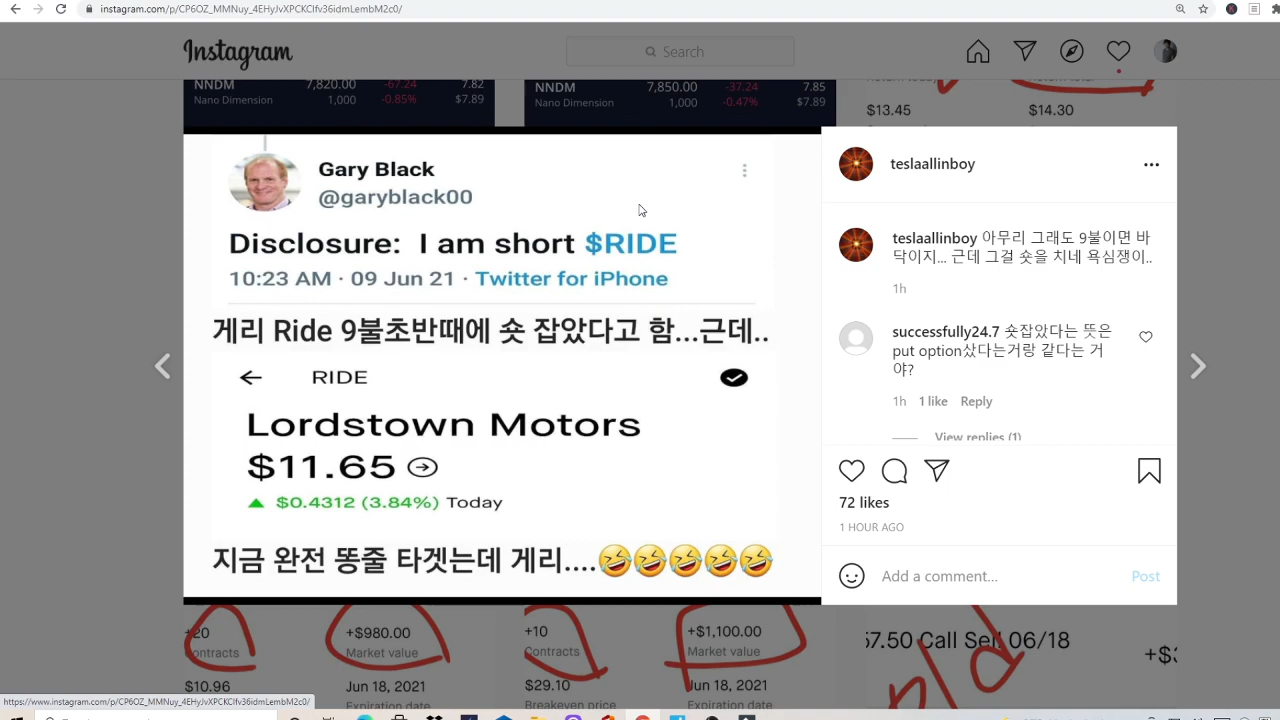 instagram.com/p/CP6OZ_MMNuy_4EHyJvXPCKClfv36idmLembM2c0/
Instagram
Search
NNDM 7,820.00 -67.24 7.82
Nano Dimension 1,000 -0.85% $7.89
NNDM 7,850.00 -37.24 7.85
Nano Dimension 1,000 -0.47% $7.89
$13.45 $14.30
Gary Black
@garyblack00
Disclosure: I am short $RIDE
10:23 AM · 09 Jun 21 · Twitter for iPhone
게리 Ride 9불초반때에 숏 잡았다고 함...근데..
RIDE
Lordstown Motors
$11.65
$0.4312 (3.84%) Today
지금 완전 똥줄 타겟는데 게리....🤣🤣🤣🤣🤣
teslaallinboy
teslaallinboy 아무리 그래도 9불이면 바
닥이지... 근데 그걸 숏을 치네 욕심쟁이..
1h
successfully24.7 숏잡았다는 뜻은
put option샀다는거랑 같다는 거
야?
1h 1 like Reply
View replies (1)
72 likes
1 HOUR AGO
Add a comment... Post
+20 +$980.00 +10 +$1,100.00
Contracts Market value Contracts Market value
7.50 Call Sell 06/18
$10.96 Jun 18, 2021 $29.10 Jun 18, 2021
Expiration date Breakeven price Expiration date
https://www.instagram.com/p/CP6OZ_MMNuy_4EHyJvXPCKClfv36idmLembM2c0/